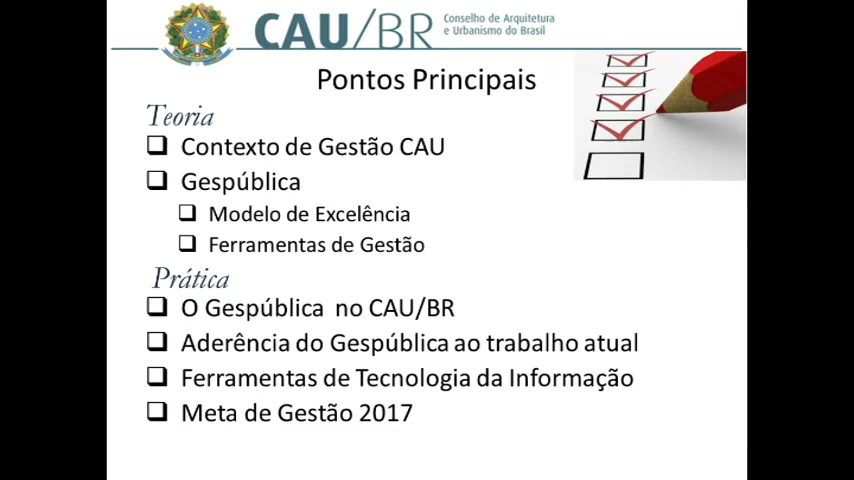 CAU/BR
Conselho de Arquitetura
e Urbanismo do Brasil
Pontos Principais
Teoria
Contexto de Gestão CAU
Gespública
Modelo de Excelência
Ferramentas de Gestão
Prática
O Gespública no CAU/BR
Aderência do Gespública ao trabalho atual
Ferramentas de Tecnologia da Informação
Meta de Gestão 2017